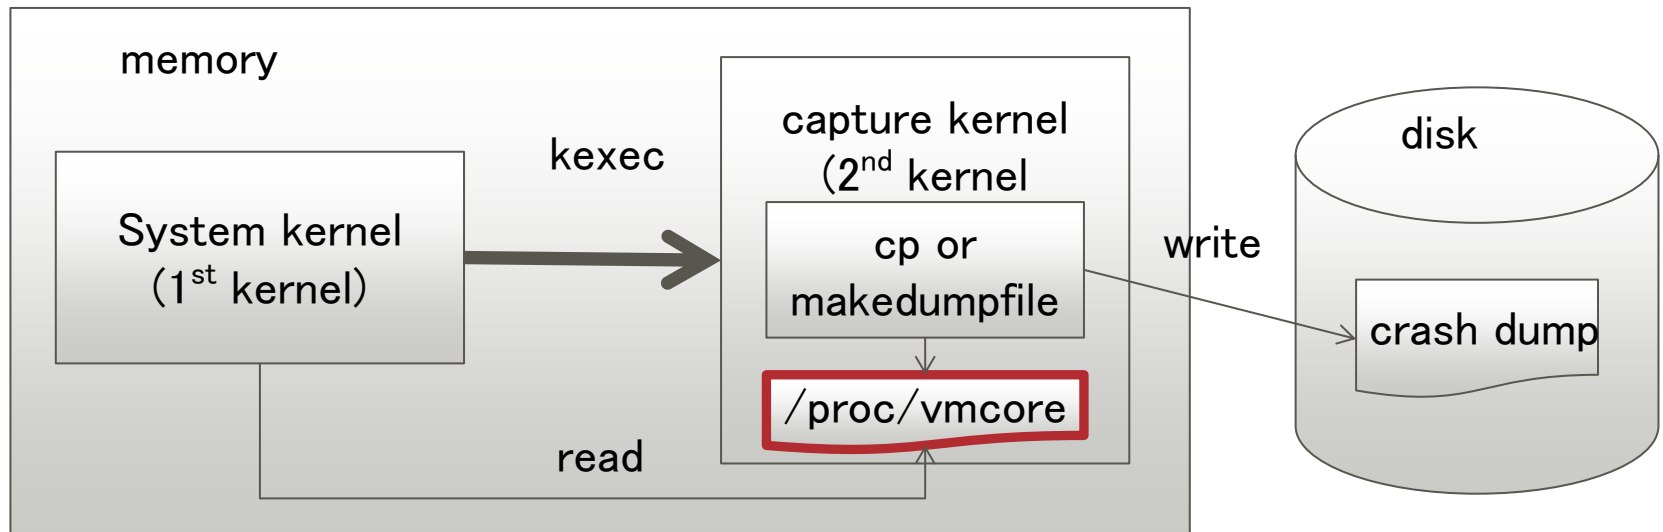 memory
System kernel
(1st kernel)
kexec
capture kernel
(2nd kernel
cp or
makedumpfile
/proc/vmcore
read
write
disk
crash dump